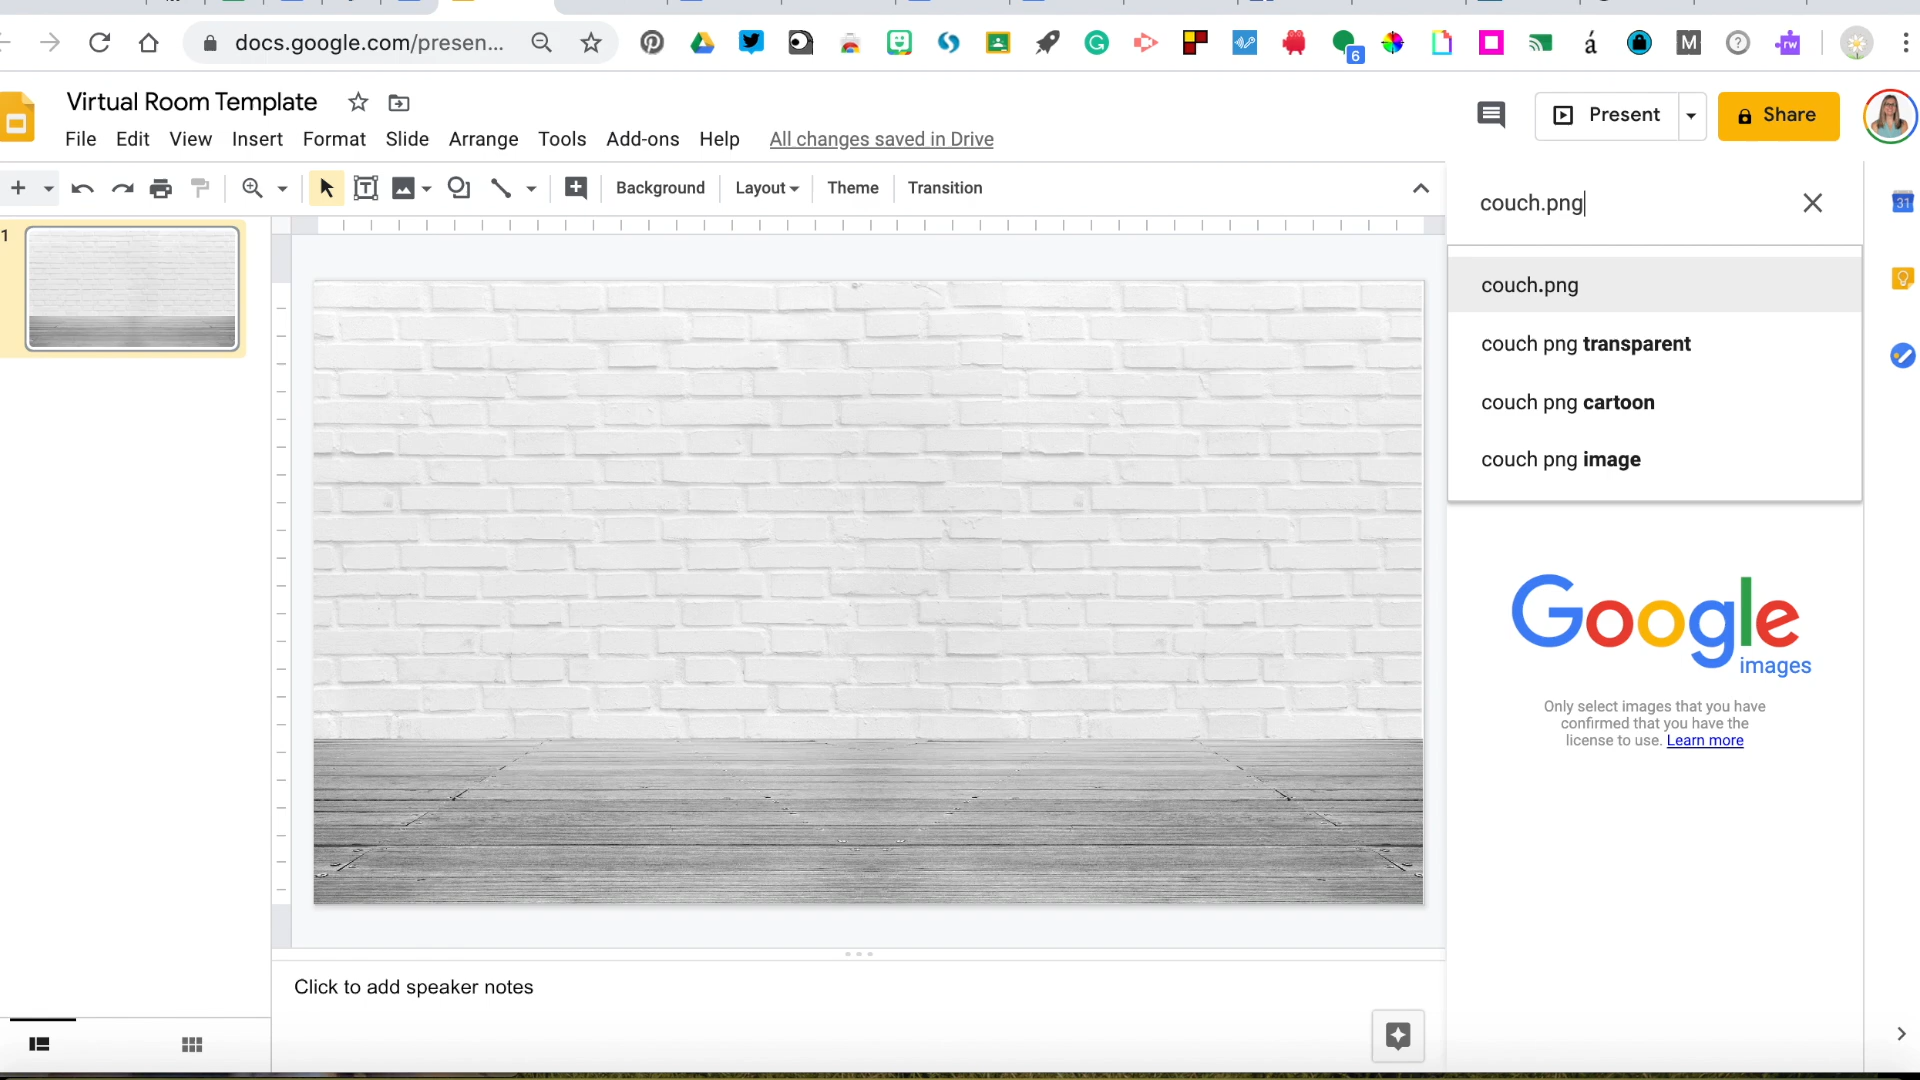 docs.google.com/presen...
6
á
M
?
rw
Virtual Room Template
File Edit View Insert Format Slide Arrange Tools Add-ons Help All changes saved in Drive
Present
Share
Background Layout Theme Transition
couch.png
31
1
couch.png
couch png transparent
couch png cartoon
couch png image
Google
images
Only select images that you have
confirmed that you have the
license to use. Learn more
Click to add speaker notes